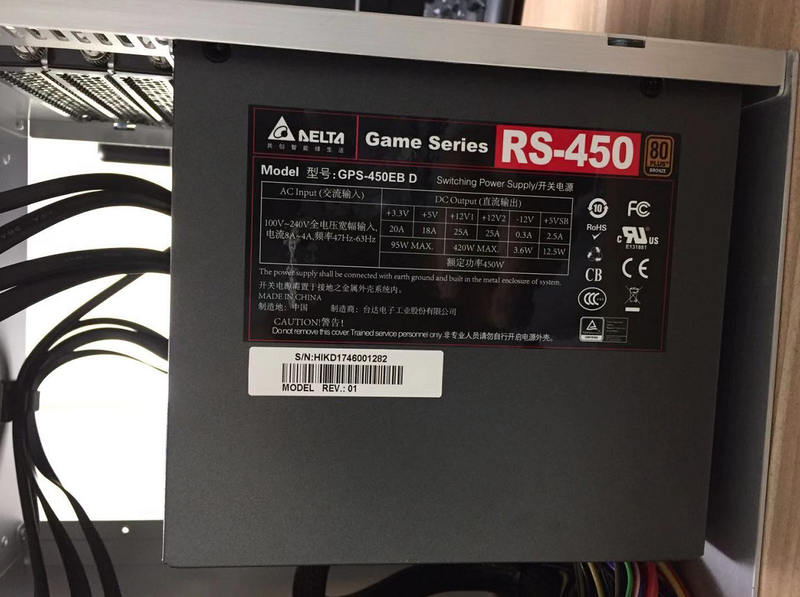 DELTA
共创智能绿生活
Game Series
RS-450
80
PLUS
BRONZE
Model 型号:GPS-450EB D
Switching Power Supply/开关电源
AC Input (交流输入)
DC Output (直流输出)
100V~240V全电压宽幅输入,
电流8A~4A,频率47Hz-63Hz
+3.3V +5V +12V1 +12V2 -12V +5VSB
20A 18A 25A 25A 0.3A 2.5A
95W MAX. 420W MAX. 3.6W 12.5W
额定功率450W
10
FC
RoHS
c UL US
E131881
CB
CE
CCC
The power supply shall be connected with earth ground and built in the metal enclosure of system.
开关电源需置于接地之金属外壳系统内。
MADE IN CHINA
制造地: 中国 制造商: 台达电子工业股份有限公司
CAUTION!警告!
Do not remove this cover Trained service personnel only 非专业人员请勿自行开启电源外壳。
S/N:HIKD1746001282
MODEL REV.: 01